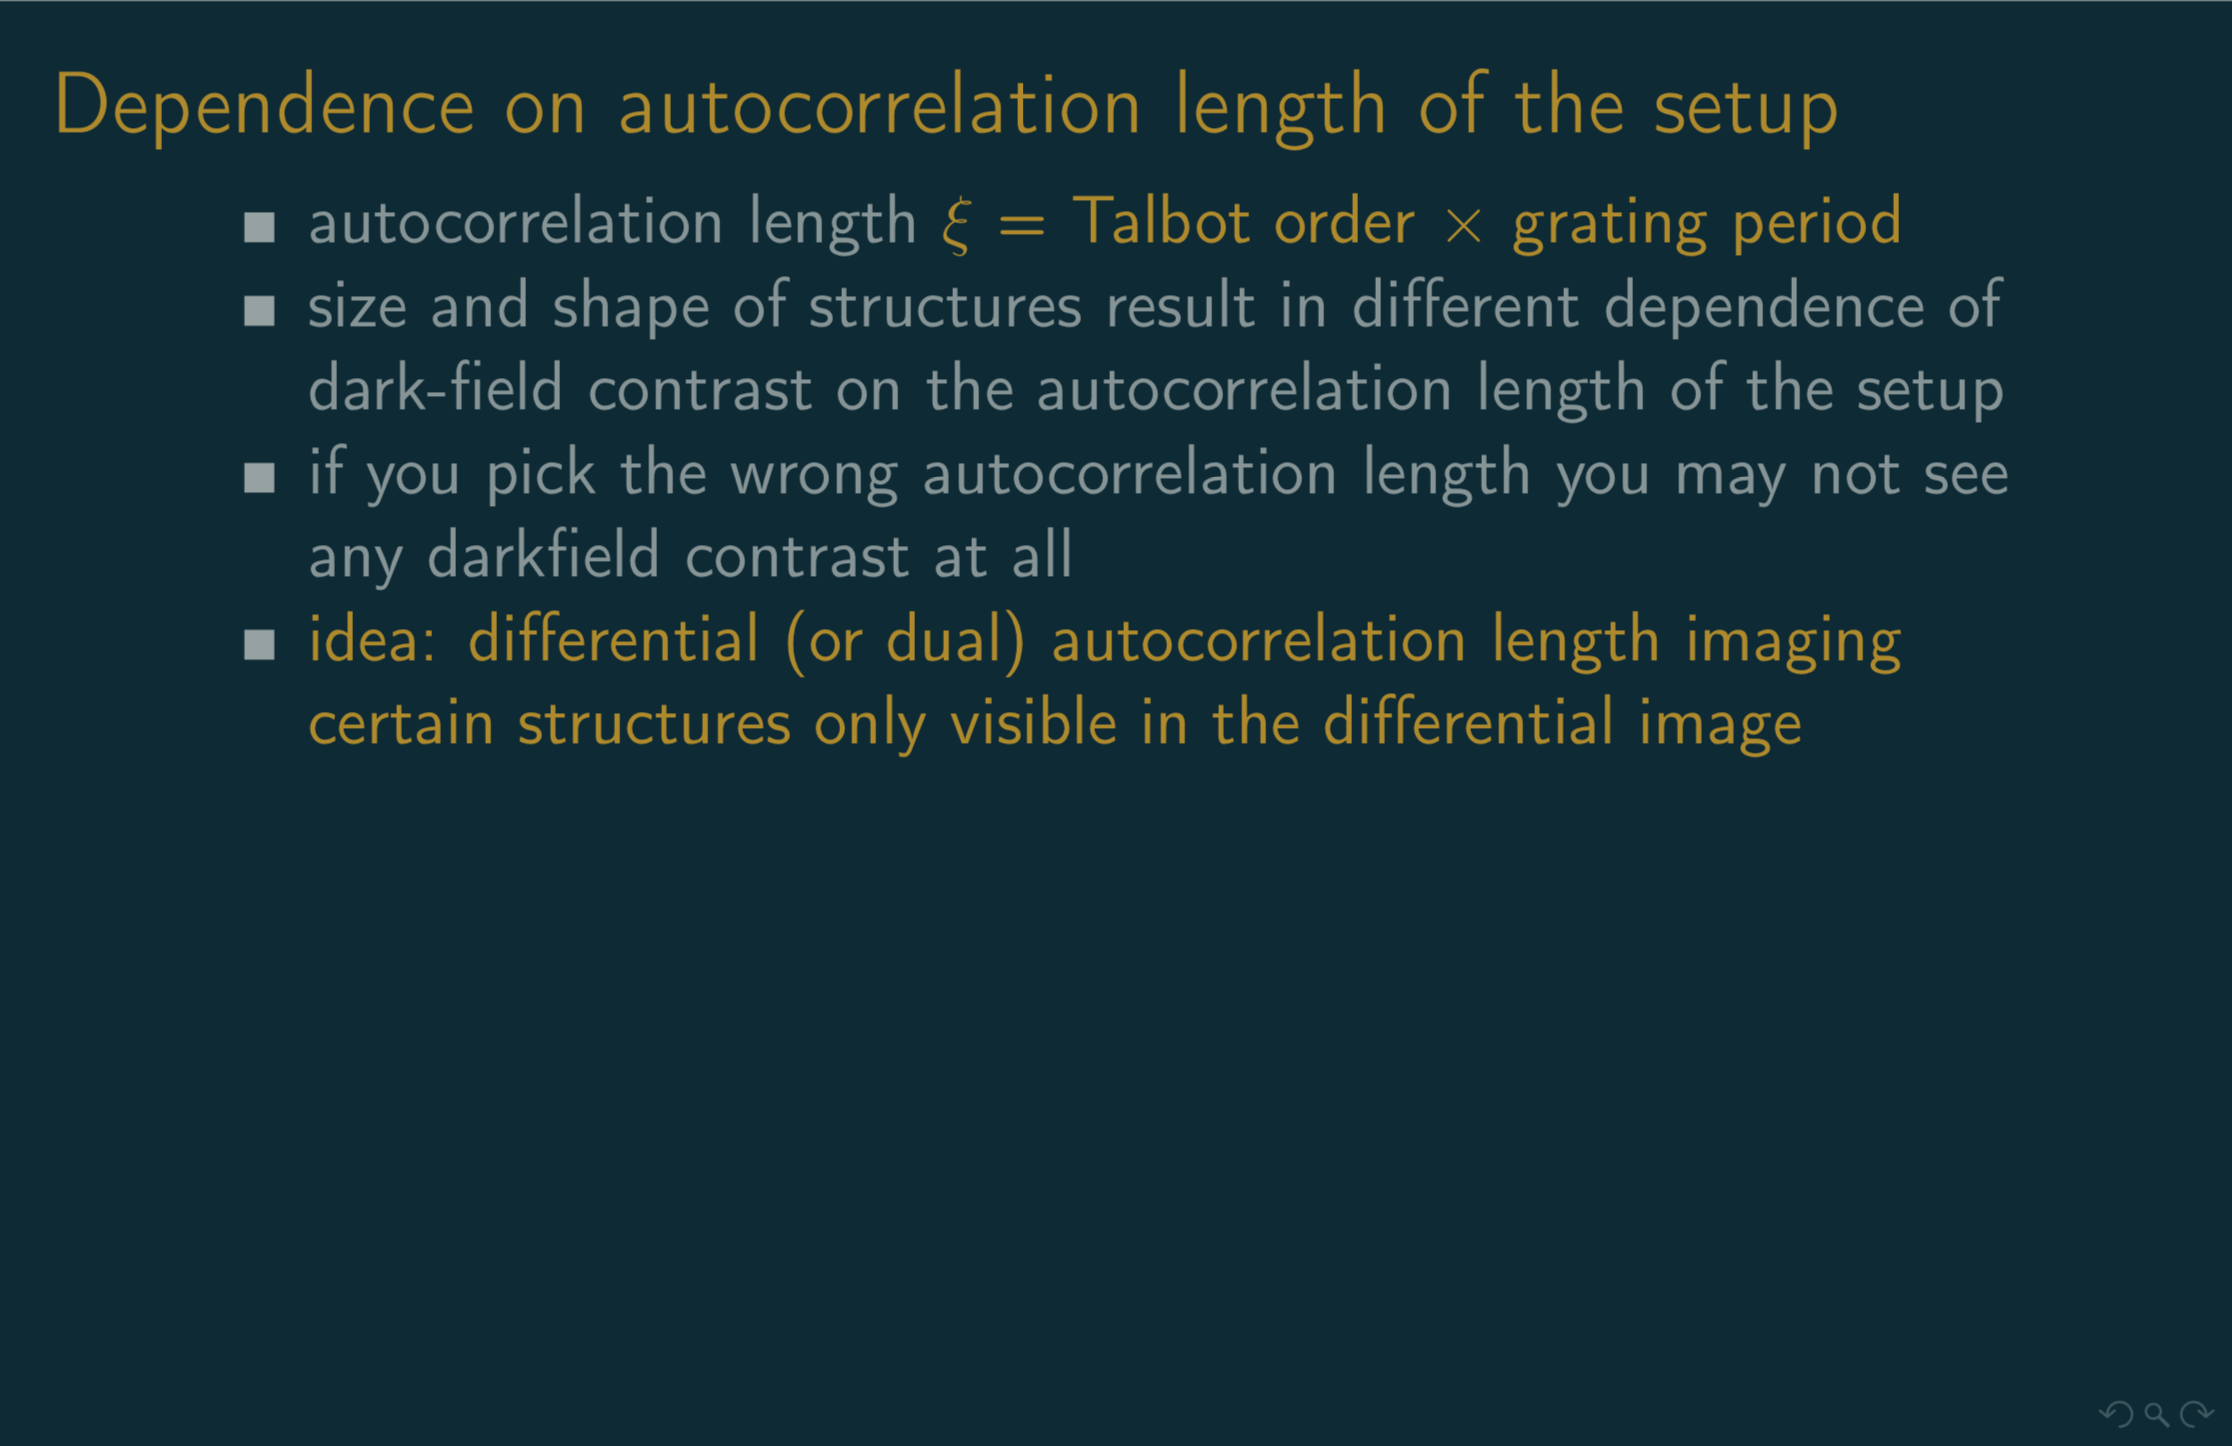 Dependence on autocorrelation length of the setup
■ autocorrelation length ξ = Talbot order × grating period
■ size and shape of structures result in different dependence of
dark-field contrast on the autocorrelation length of the setup
■ if you pick the wrong autocorrelation length you may not see
any darkfield contrast at all
■ idea: differential (or dual) autocorrelation length imaging
certain structures only visible in the differential image